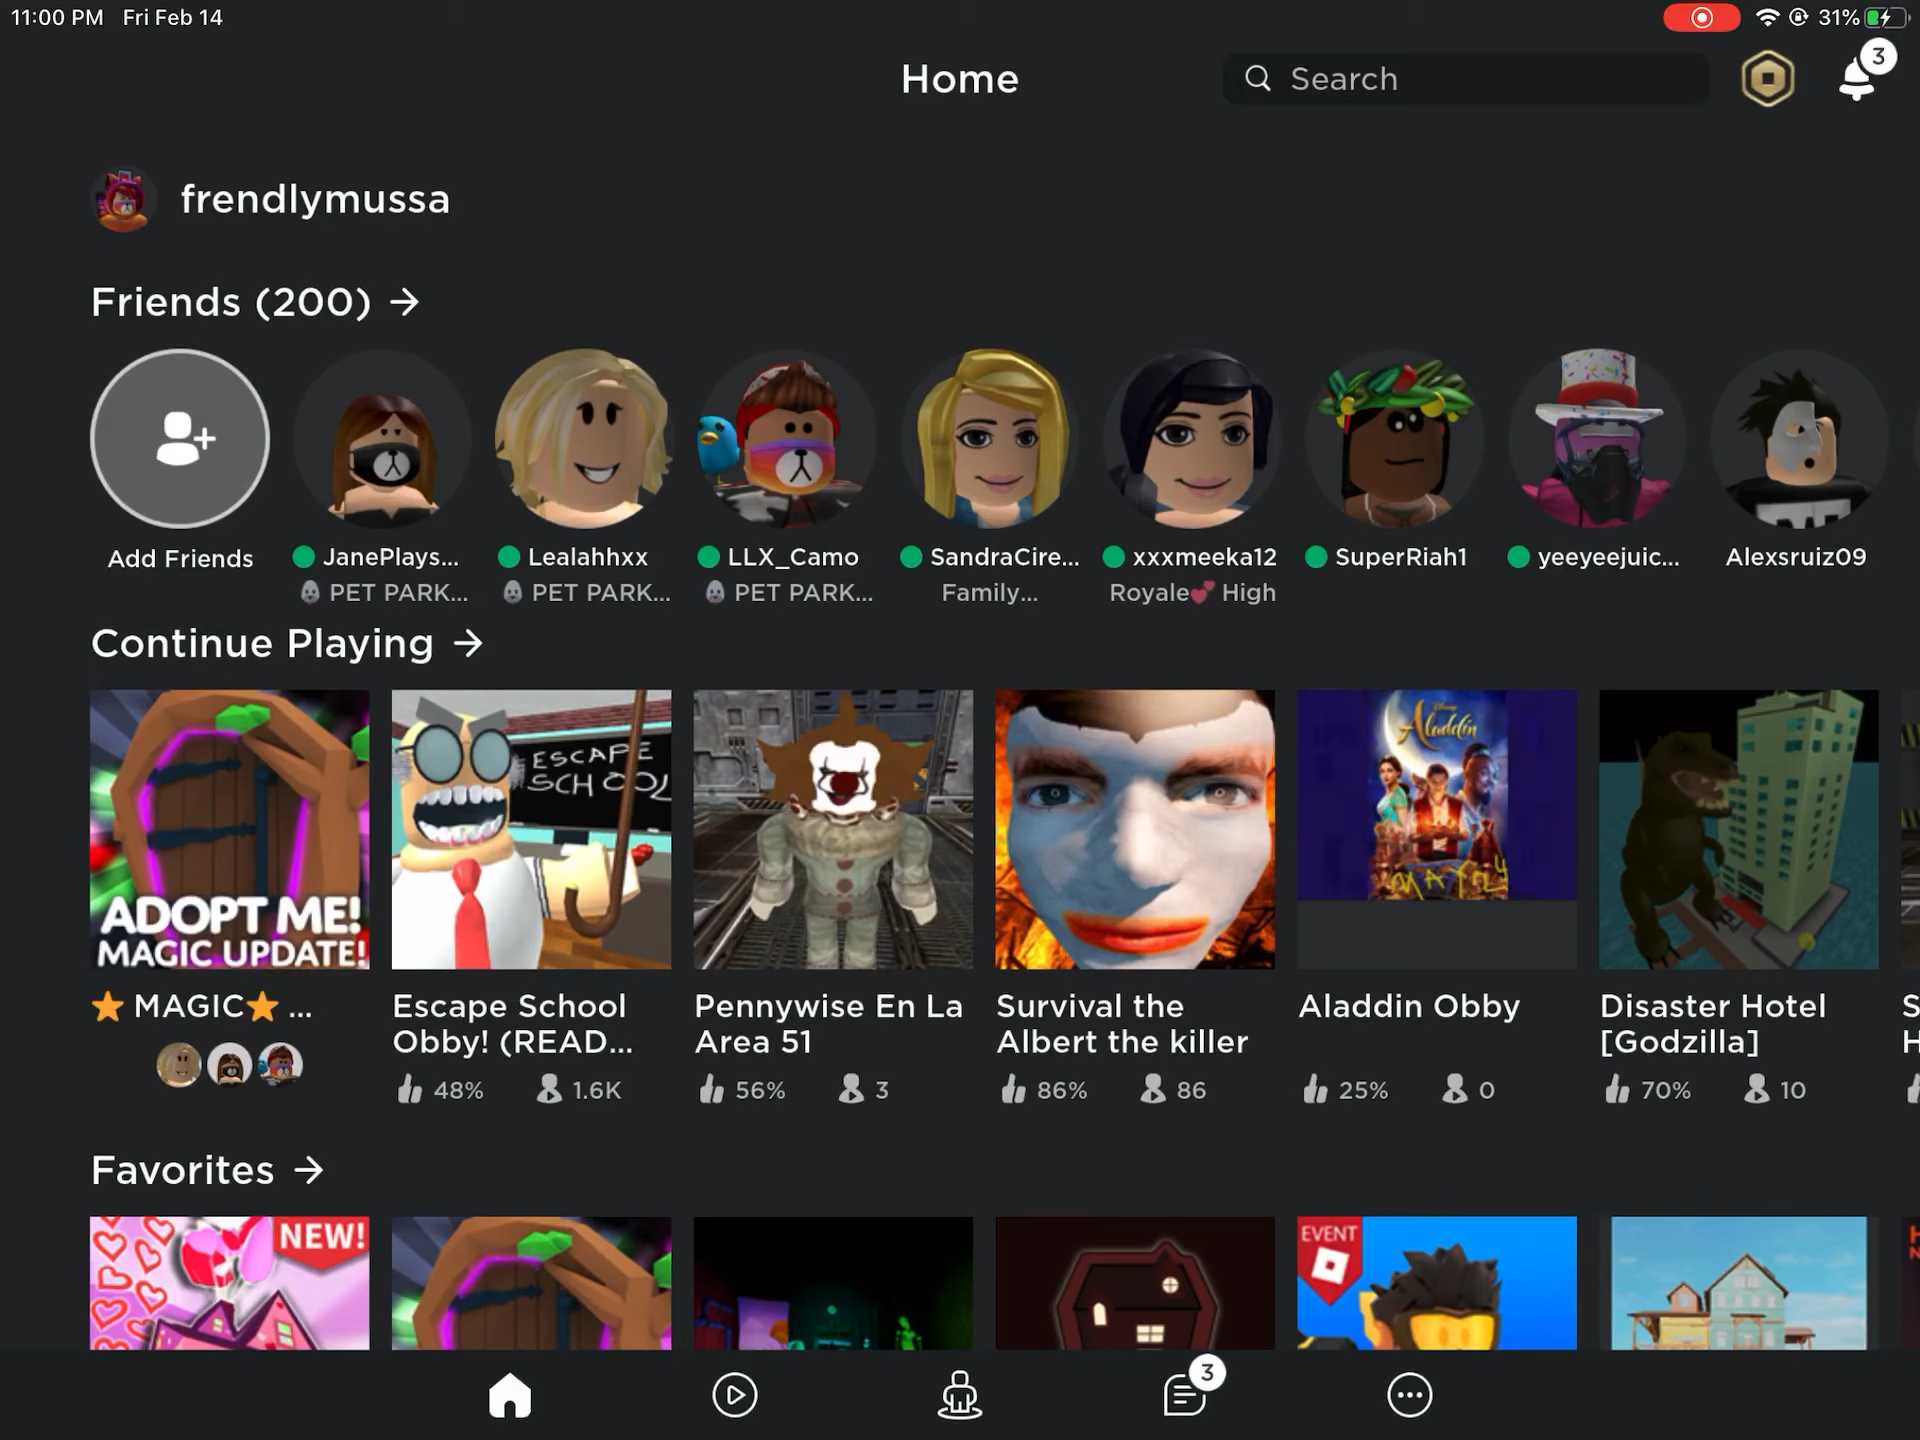 11:00 PM Fri Feb 14
31%
Home
Search
3
frendlymussa
Friends (200)
Add Friends
JanePlays...
Lealahhxx
LLX_Camo
SandraCire...
xxxmeeka12
SuperRiah1
yeeyeejuic...
Alexsruiz09
PET PARK...
PET PARK...
PET PARK...
Family...
Royale💕 High
Continue Playing
ADOPT ME!
MAGIC UPDATE!
ESCAPE
SCHOOL
Disney
Aladdin
MAY 24
⭐ MAGIC⭐ ...
Escape School
Obby! (READ...
48%
1.6K
Pennywise En La
Area 51
56%
3
Survival the
Albert the killer
86%
86
Aladdin Obby
25%
0
Disaster Hotel
[Godzilla]
70%
10
Favorites
NEW!
EVENT
3